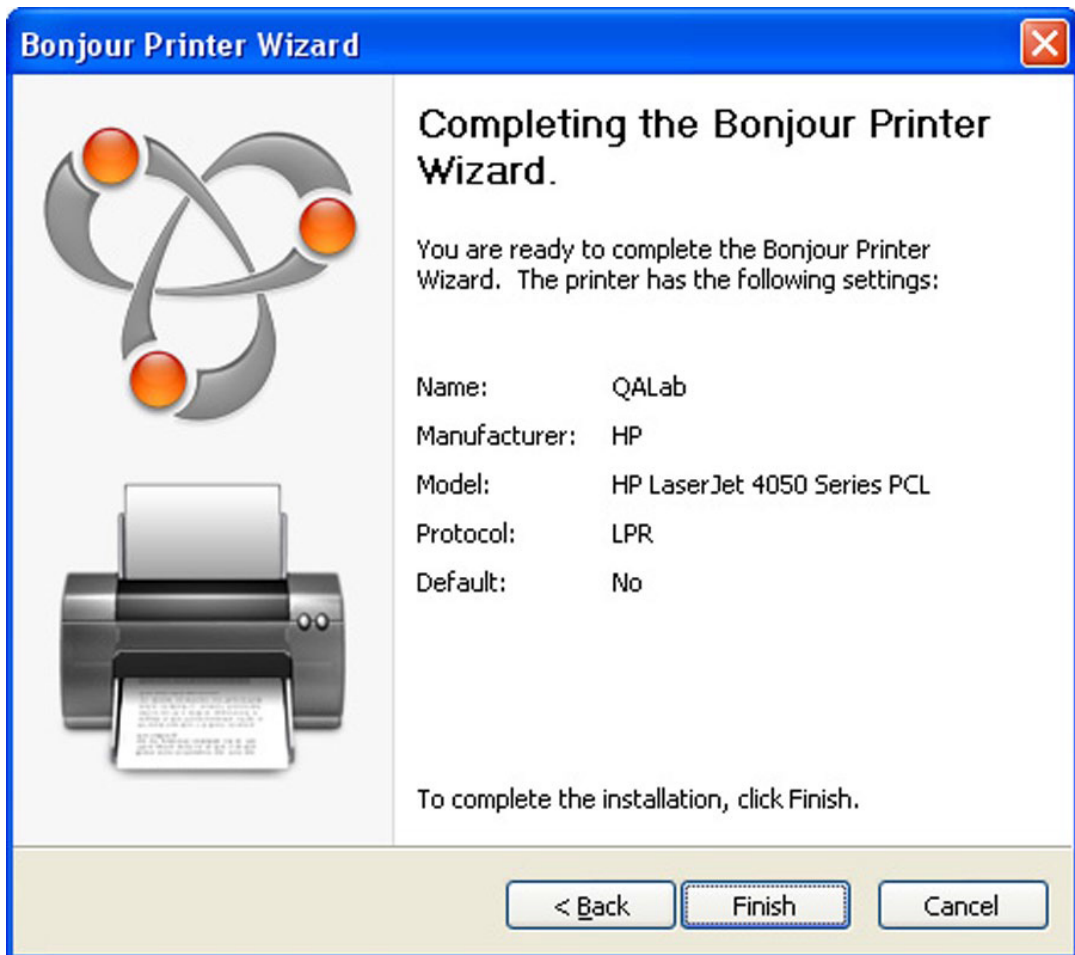 Bonjour Printer Wizard
Completing the Bonjour Printer
Wizard.
You are ready to complete the Bonjour Printer
Wizard.  The printer has the following settings:
Name: QALab
Manufacturer: HP
Model: HP LaserJet 4050 Series PCL
Protocol: LPR
Default: No
To complete the installation, click Finish.
< Back Finish Cancel